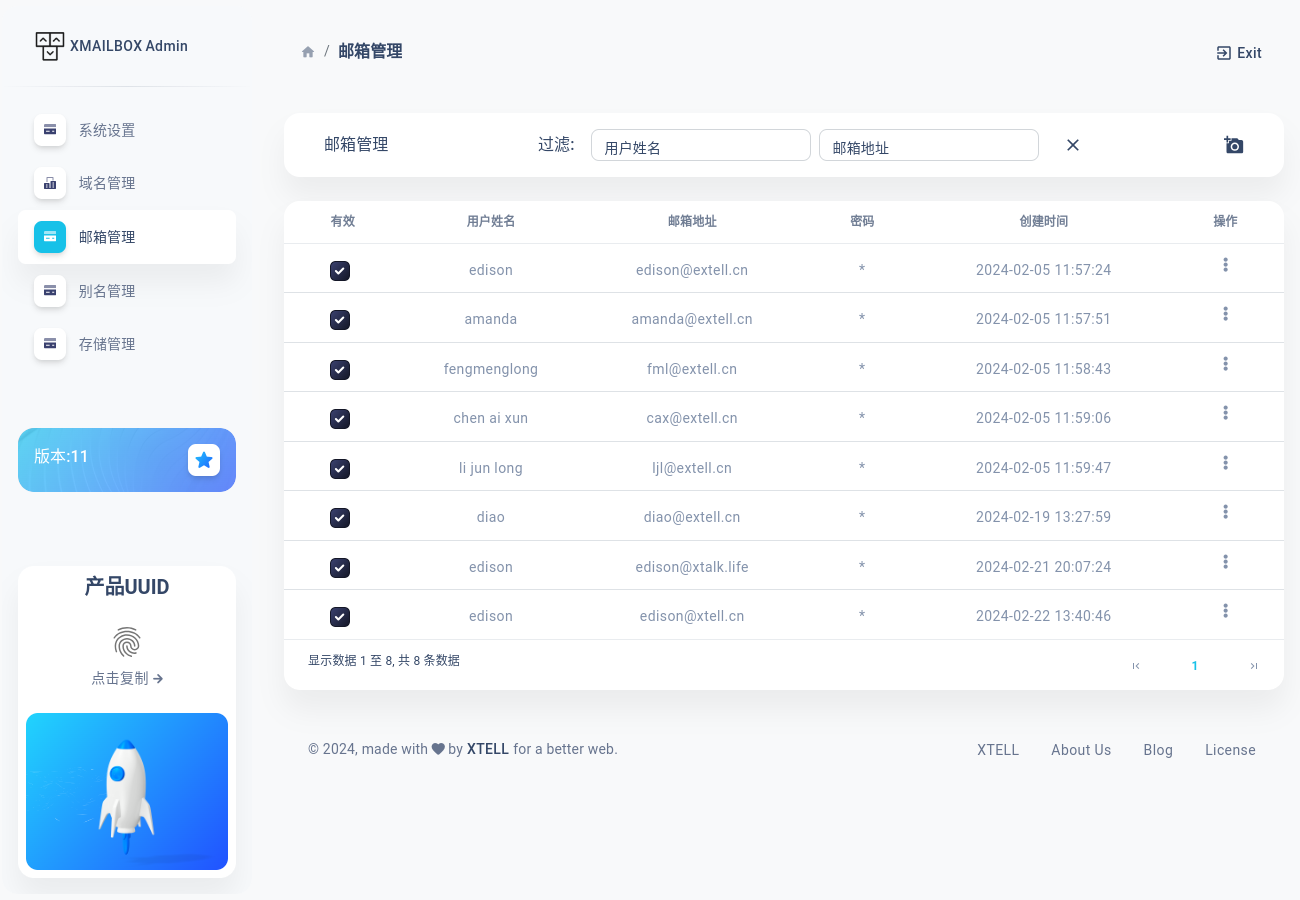 XMAILBOX Admin
/ 邮箱管理
Exit
系统设置
域名管理
邮箱管理
别名管理
存储管理
版本:11
产品UUID
点击复制
邮箱管理 过滤: 用户姓名 邮箱地址
有效 用户姓名 邮箱地址 密码 创建时间 操作
edison edison@extell.cn * 2024-02-05 11:57:24
amanda amanda@extell.cn * 2024-02-05 11:57:51
fengmenglong fml@extell.cn * 2024-02-05 11:58:43
chen ai xun cax@extell.cn * 2024-02-05 11:59:06
li jun long ljl@extell.cn * 2024-02-05 11:59:47
diao diao@extell.cn * 2024-02-19 13:27:59
edison edison@xtalk.life * 2024-02-21 20:07:24
edison edison@xtell.cn * 2024-02-22 13:40:46
显示数据 1 至 8, 共 8 条数据
1
© 2024, made with by XTELL for a better web.
XTELL About Us Blog License